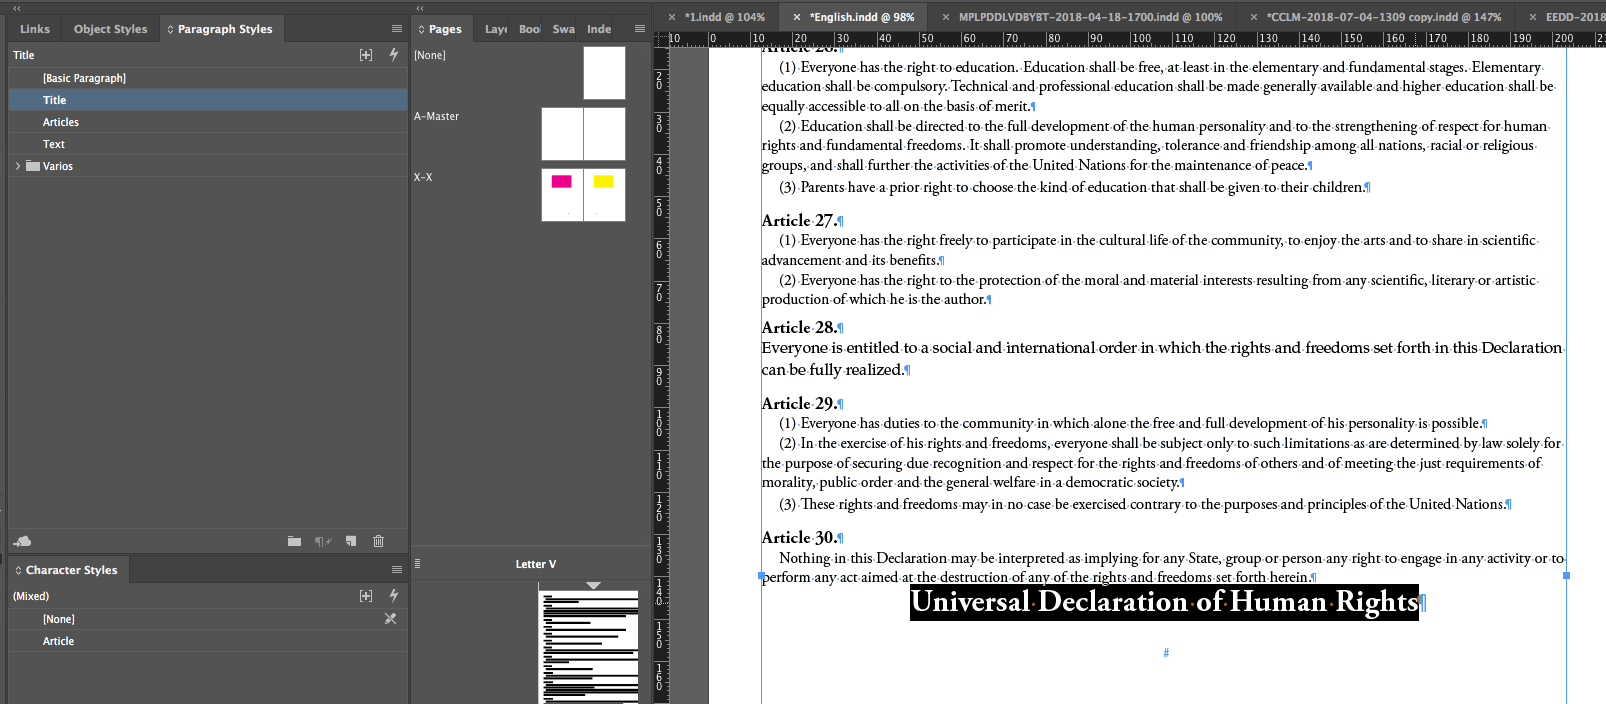 *1.indd @ 104%
*English.indd @ 98%
MPLPDDLVDBYBT-2018-04-18-1700.indd @ 100%
*CCLM-2018-07-04-1309 copy.indd @ 147%
EEDD-2018
Links
Object Styles
Paragraph Styles
Title
[Basic Paragraph]
Title
Articles
Text
Varios
Character Styles
(Mixed)
[None]
Article
Pages
Laye
Boo
Swa
Inde
[None]
A-Master
X-X
Letter V
10 0 10 20 30 40 50 60 70 80 90 100 110 120 130 140 150 160 170 180 190 200 21
20
30
40
50
60
70
80
90
100
110
120
130
140
150
160
(1) Everyone has the right to education. Education shall be free, at least in the elementary and fundamental stages. Elementary
education shall be compulsory. Technical and professional education shall be made generally available and higher education shall be
equally accessible to all on the basis of merit.¶
(2) Education shall be directed to the full development of the human personality and to the strengthening of respect for human
rights and fundamental freedoms. It shall promote understanding, tolerance and friendship among all nations, racial or religious
groups, and shall further the activities of the United Nations for the maintenance of peace.¶
(3) Parents have a prior right to choose the kind of education that shall be given to their children.¶
Article 27.¶
(1) Everyone has the right freely to participate in the cultural life of the community, to enjoy the arts and to share in scientific
advancement and its benefits.¶
(2) Everyone has the right to the protection of the moral and material interests resulting from any scientific, literary or artistic
production of which he is the author.¶
Article 28.¶
Everyone is entitled to a social and international order in which the rights and freedoms set forth in this Declaration
can be fully realized.¶
Article 29.¶
(1) Everyone has duties to the community in which alone the free and full development of his personality is possible.¶
(2) In the exercise of his rights and freedoms, everyone shall be subject only to such limitations as are determined by law solely for
the purpose of securing due recognition and respect for the rights and freedoms of others and of meeting the just requirements of
morality, public order and the general welfare in a democratic society.¶
(3) These rights and freedoms may in no case be exercised contrary to the purposes and principles of the United Nations.¶
Article 30.¶
Nothing in this Declaration may be interpreted as implying for any State, group or person any right to engage in any activity or to
perform any act aimed at the destruction of any of the rights and freedoms set forth herein.¶
Universal Declaration of Human Rights¶
#